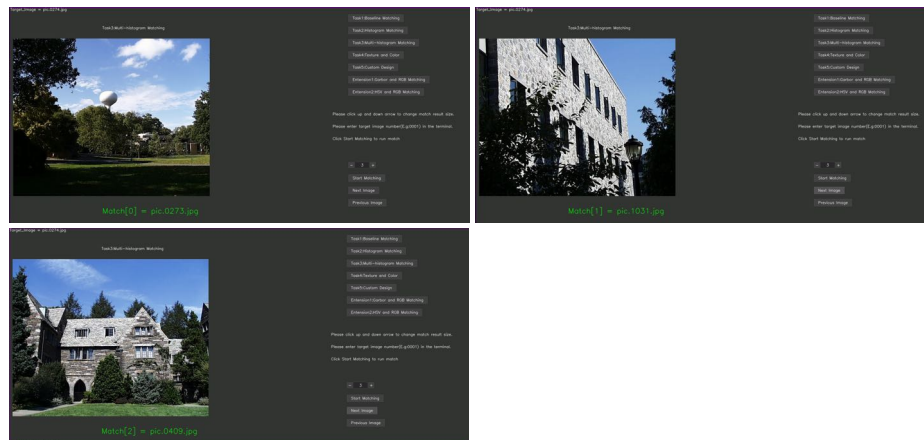 Target_image = pic.0274.jpg
Task3:Multi-Histogram Matching
Match[0] = pic.0273.jpg
Task1:Baseline Matching
Task2:Histogram Matching
Task3:Multi-Histogram Matching
Task4:Texture and Color
Task5:Custom Design
Extension1:Garbor and RGB Matching
Extension2:HSV and RGB Matching
Please click up and down arrow to change match result size.
Please enter target image number(E.g:0001) in the terminal.
Click Start Matching to run match
- 3 +
Start Matching
Next Image
Previous Image
Target_image = pic.0274.jpg
Task3:Multi-Histogram Matching
Match[1] = pic.1031.jpg
Task1:Baseline Matching
Task2:Histogram Matching
Task3:Multi-Histogram Matching
Task4:Texture and Color
Task5:Custom Design
Extension1:Garbor and RGB Matching
Extension2:HSV and RGB Matching
Please click up and down arrow to change match result size.
Please enter target image number(E.g:0001) in the terminal.
Click Start Matching to run match
- 3 +
Start Matching
Next Image
Previous Image
Target_image = pic.0274.jpg
Task3:Multi-Histogram Matching
Match[2] = pic.0409.jpg
Task1:Baseline Matching
Task2:Histogram Matching
Task3:Multi-Histogram Matching
Task4:Texture and Color
Task5:Custom Design
Extension1:Garbor and RGB Matching
Extension2:HSV and RGB Matching
Please click up and down arrow to change match result size.
Please enter target image number(E.g:0001) in the terminal.
Click Start Matching to run match
- 3 +
Start Matching
Next Image
Previous Image